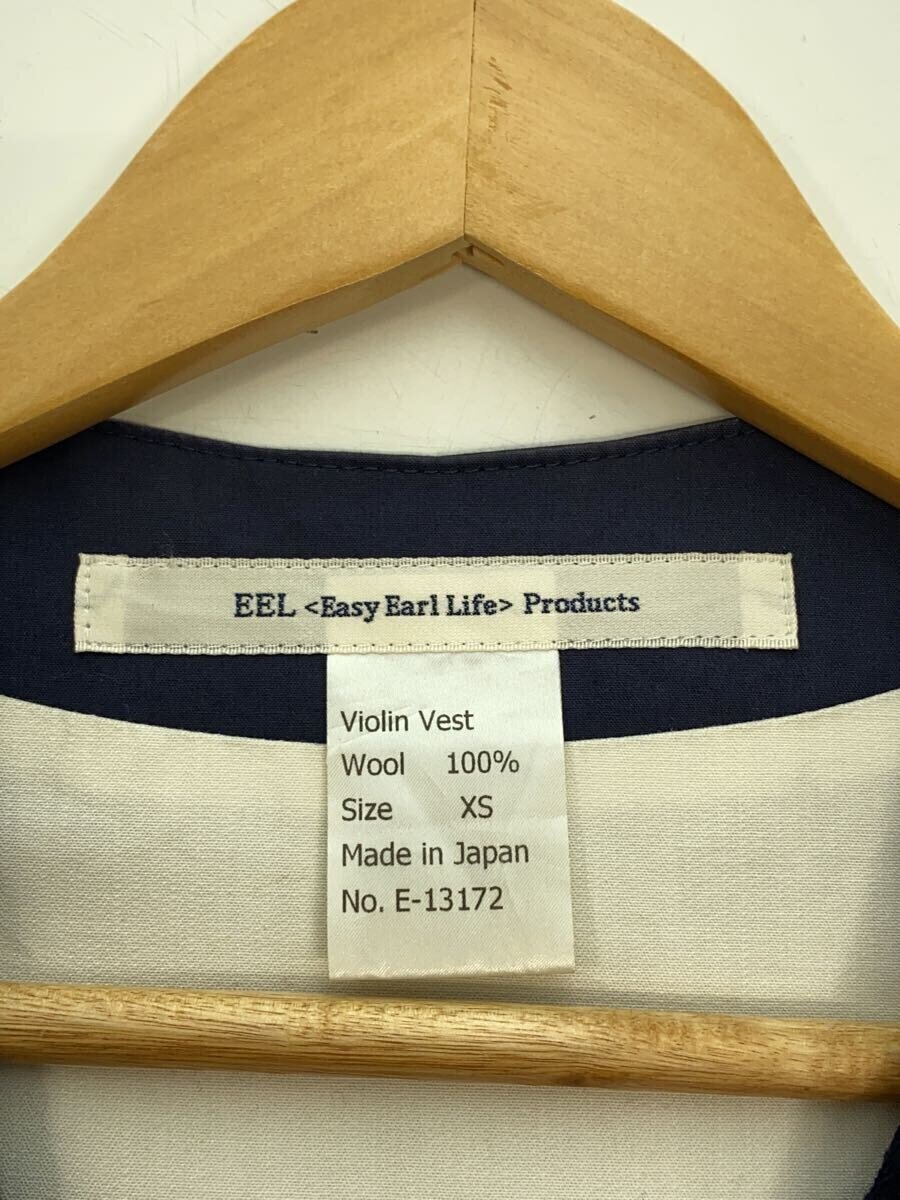 EEL <Easy Earl Life> Products
Violin Vest
Wool 100%
Size XS
Made in Japan
No. E-13172